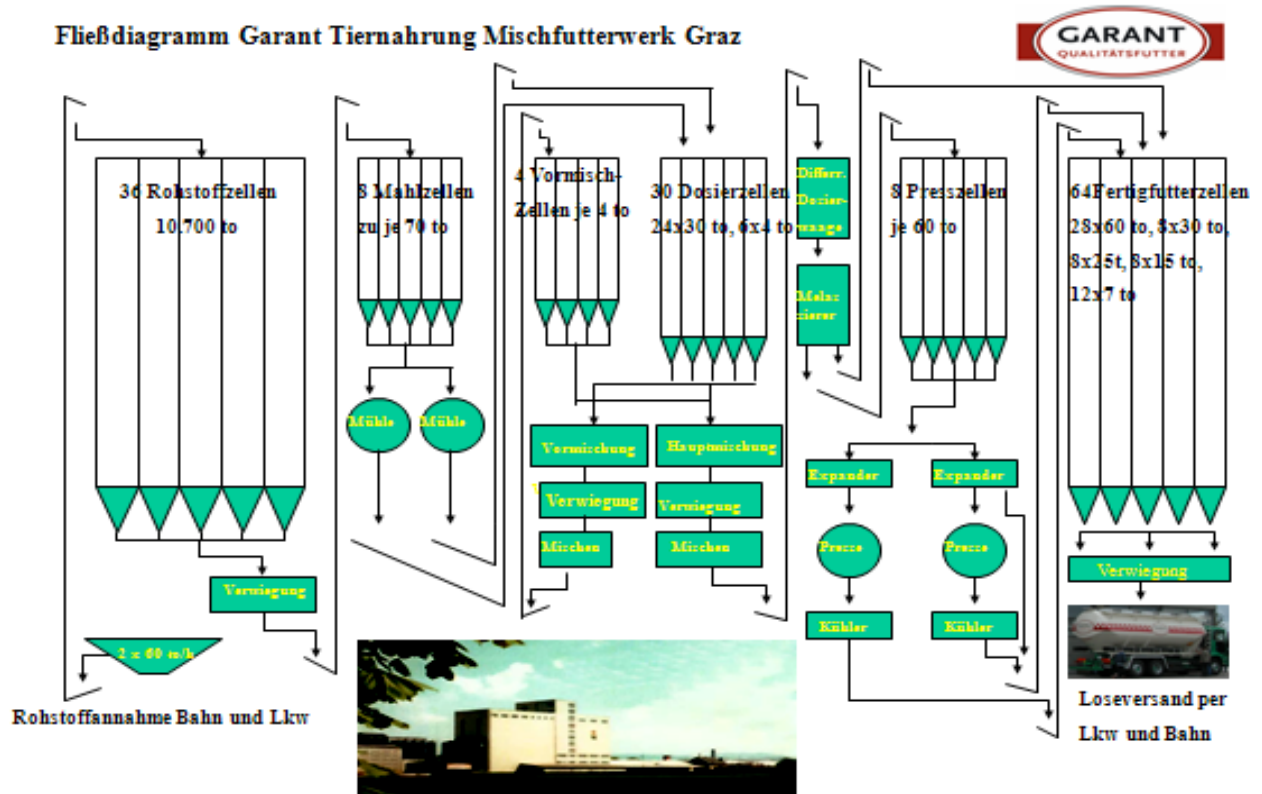 Fließdiagramm Garant Tiernahrung Mischfutterwerk Graz
GARANT
QUALITÄTSFUTTER
36 Rohstoffzellen
10.700 to
8 Mahlzellen
zu je 70 to
4 Vormisch-
Zellen je 4 to
30 Dosierzellen
24x30 to, 6x4 to
Differ.
Dosier-
waage
Melas
sierer
8 Presszellen
je 60 to
64Fertigfutterzellen
28x60 to, 8x30 to,
8x25t, 8x15 to,
12x7 to
Mühle
Mühle
Vormischung
Hauptmischung
Verwiegung
Verwiegung
Mischen
Mischen
Expander
Expander
Presse
Presse
Kühler
Kühler
Verwiegung
Verwiegung
2 x 60 to/h
Rohstoffannahme Bahn und Lkw
Loseversand per
Lkw und Bahn